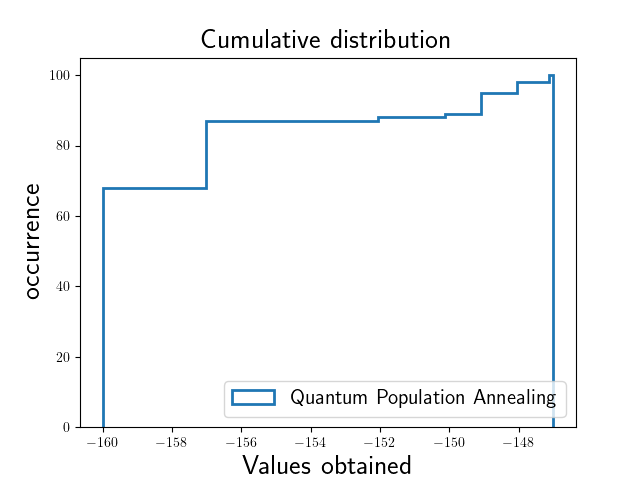 Cumulative distribution
100
80
60
40
20
0
occurrence
Quantum Population Annealing
−160 −158 −156 −154 −152 −150 −148
Values obtained